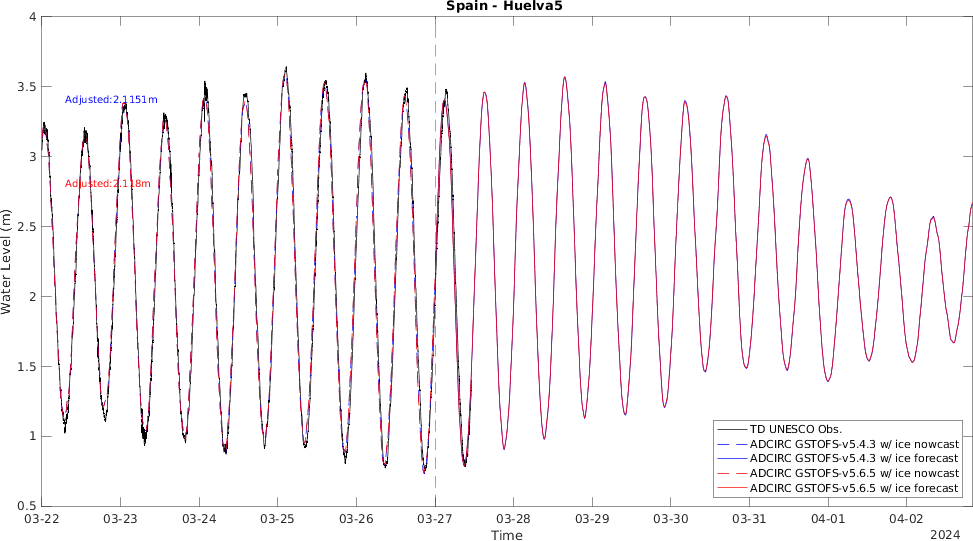 Spain - Huelva5
4
3.5
3
2.5
2
1.5
1
0.5
Water Level (m)
Adjusted:2.1151m
Adjusted:2.118m
TD UNESCO Obs.
ADCIRC GSTOFS-v5.4.3 w/ ice nowcast
ADCIRC GSTOFS-v5.4.3 w/ ice forecast
ADCIRC GSTOFS-v5.6.5 w/ ice nowcast
ADCIRC GSTOFS-v5.6.5 w/ ice forecast
03-22 03-23 03-24 03-25 03-26 03-27 03-28 03-29 03-30 03-31 04-01 04-02
Time
2024